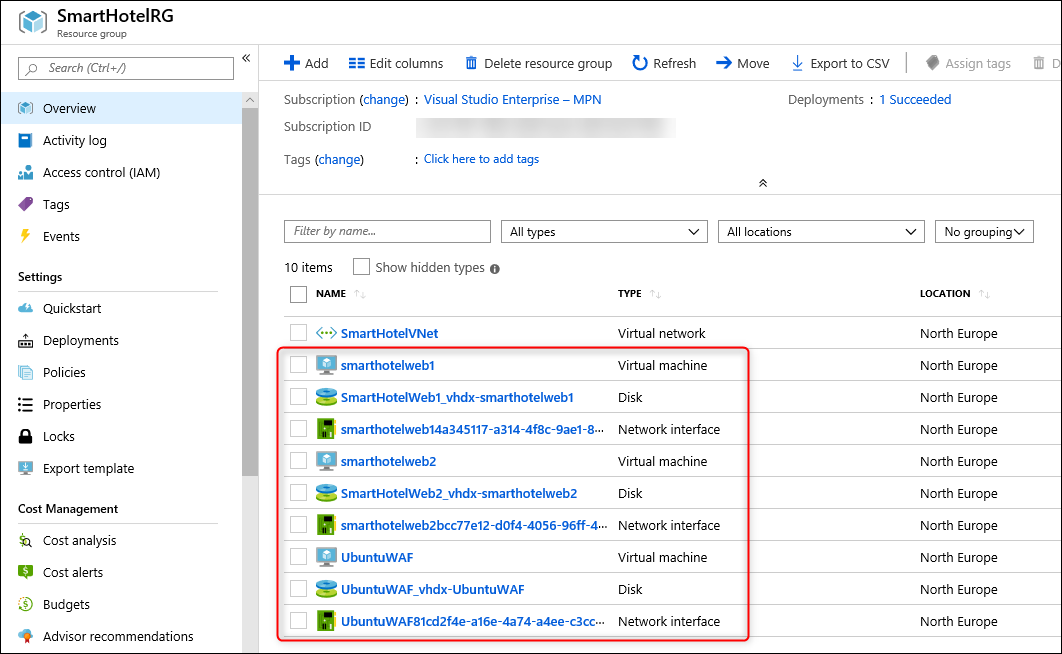 SmartHotelRG
Resource group
Search (Ctrl+/)
«
Overview
Activity log
Access control (IAM)
Tags
Events
Settings
Quickstart
Deployments
Policies
Properties
Locks
Export template
Cost Management
Cost analysis
Cost alerts
Budgets
Advisor recommendations
Add Edit columns Delete resource group Refresh Move Export to CSV Assign tags D
Subscription (change) : Visual Studio Enterprise – MPN Deployments : 1 Succeeded
Subscription ID
Tags (change) : Click here to add tags
Filter by name... All types All locations No grouping
10 items Show hidden types
NAME TYPE LOCATION
SmartHotelVNet Virtual network North Europe
smarthotelweb1 Virtual machine North Europe
SmartHotelWeb1_vhdx-smarthotelweb1 Disk North Europe
smarthotelweb14a345117-a314-4f8c-9ae1-8··· Network interface North Europe
smarthotelweb2 Virtual machine North Europe
SmartHotelWeb2_vhdx-smarthotelweb2 Disk North Europe
smarthotelweb2bcc77e12-d0f4-4056-96ff-4··· Network interface North Europe
UbuntuWAF Virtual machine North Europe
UbuntuWAF_vhdx-UbuntuWAF Disk North Europe
UbuntuWAF81cd2f4e-a16e-4a74-a4ee-c3cc··· Network interface North Europe